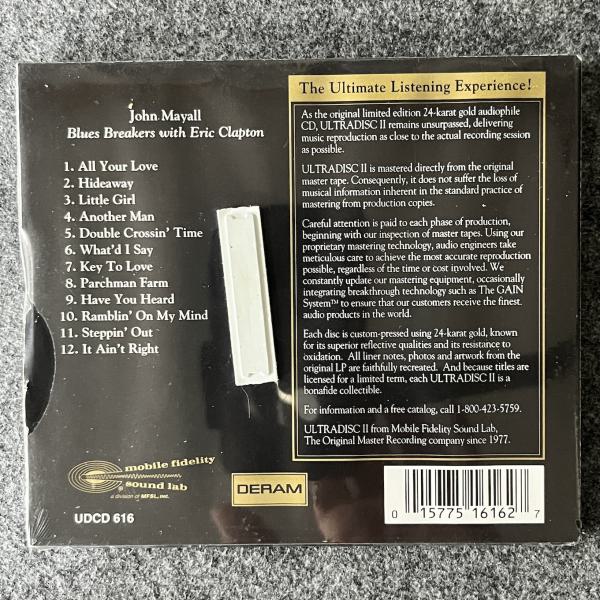 John Mayall
Blues Breakers with Eric Clapton
1. All Your Love
2. Hideaway
3. Little Girl
4. Another Man
5. Double Crossin' Time
6. What'd I Say
7. Key To Love
8. Parchman Farm
9. Have You Heard
10. Ramblin' On My Mind
11. Steppin' Out
12. It Ain't Right
mobile fidelity
sound lab
a division of MFSL, INC.
UDCD 616
DERAM
The Ultimate Listening Experience!
As the original limited edition 24-karat gold audiophile
CD, ULTRADISC II remains unsurpassed, delivering
music reproduction as close to the actual recording session
as possible.
ULTRADISC II is mastered directly from the original
master tape. Consequently, it does not suffer the loss of
musical information inherent in the standard practice of
mastering from production copies.
Careful attention is paid to each phase of production,
beginning with our inspection of master tapes. Using our
proprietary mastering technology, audio engineers take
meticulous care to achieve the most accurate reproduction
possible, regardless of the time or cost involved. We
constantly update our mastering equipment, occasionally
integrating breakthrough technology such as The GAIN
System™ to ensure that our customers receive the finest
audio products in the world.
Each disc is custom-pressed using 24-karat gold, known
for its superior reflective qualities and its resistance to
oxidation. All liner notes, photos and artwork from the
original LP are faithfully recreated. And because titles are
licensed for a limited term, each ULTRADISC II is a
bonafide collectible.
For information and a free catalog, call 1-800-423-5759.
ULTRADISC II from Mobile Fidelity Sound Lab,
The Original Master Recording company since 1977.
0 15775 16162 7